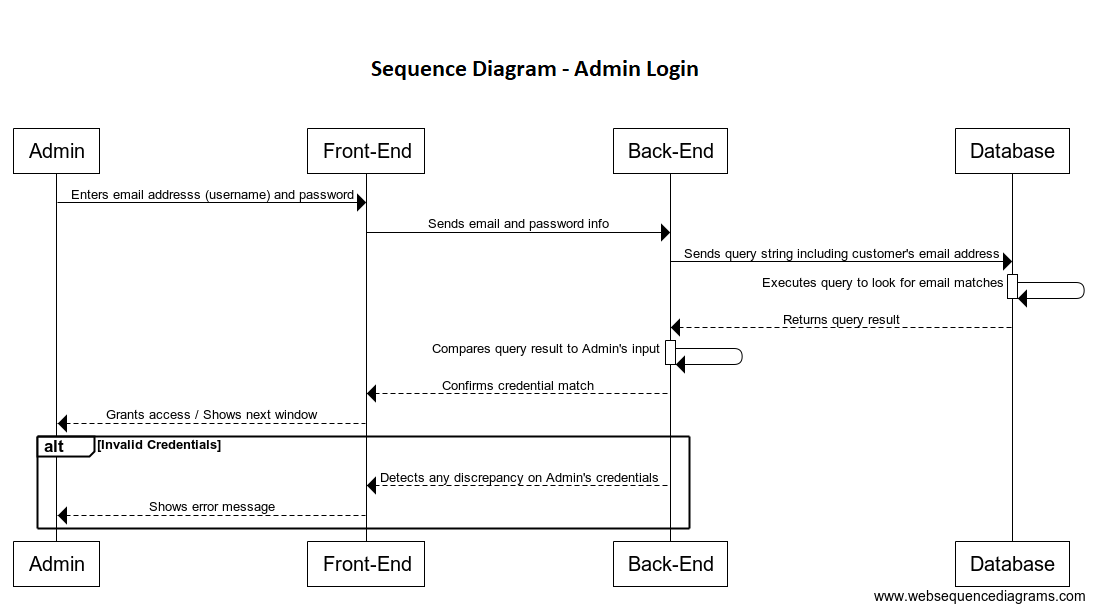 Sequence Diagram - Admin Login
Admin
Front-End
Back-End
Database
Enters email addresss (username) and password
Sends email and password info
Sends query string including customer's email address
Executes query to look for email matches
Returns query result
Compares query result to Admin's input
Confirms credential match
Grants access / Shows next window
alt
[Invalid Credentials]
Detects any discrepancy on Admin's credentials
Shows error message
Admin
Front-End
Back-End
Database
www.websequencediagrams.com